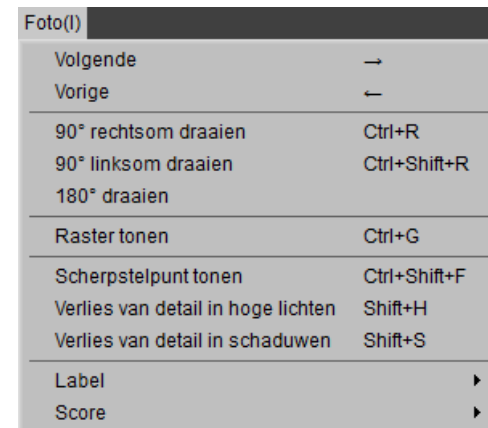 Foto(I)
Volgende →
Vorige ←
90° rechtsom draaien Ctrl+R
90° linksom draaien Ctrl+Shift+R
180° draaien
Raster tonen Ctrl+G
Scherpstelpunt tonen Ctrl+Shift+F
Verlies van detail in hoge lichten Shift+H
Verlies van detail in schaduwen Shift+S
Label
Score